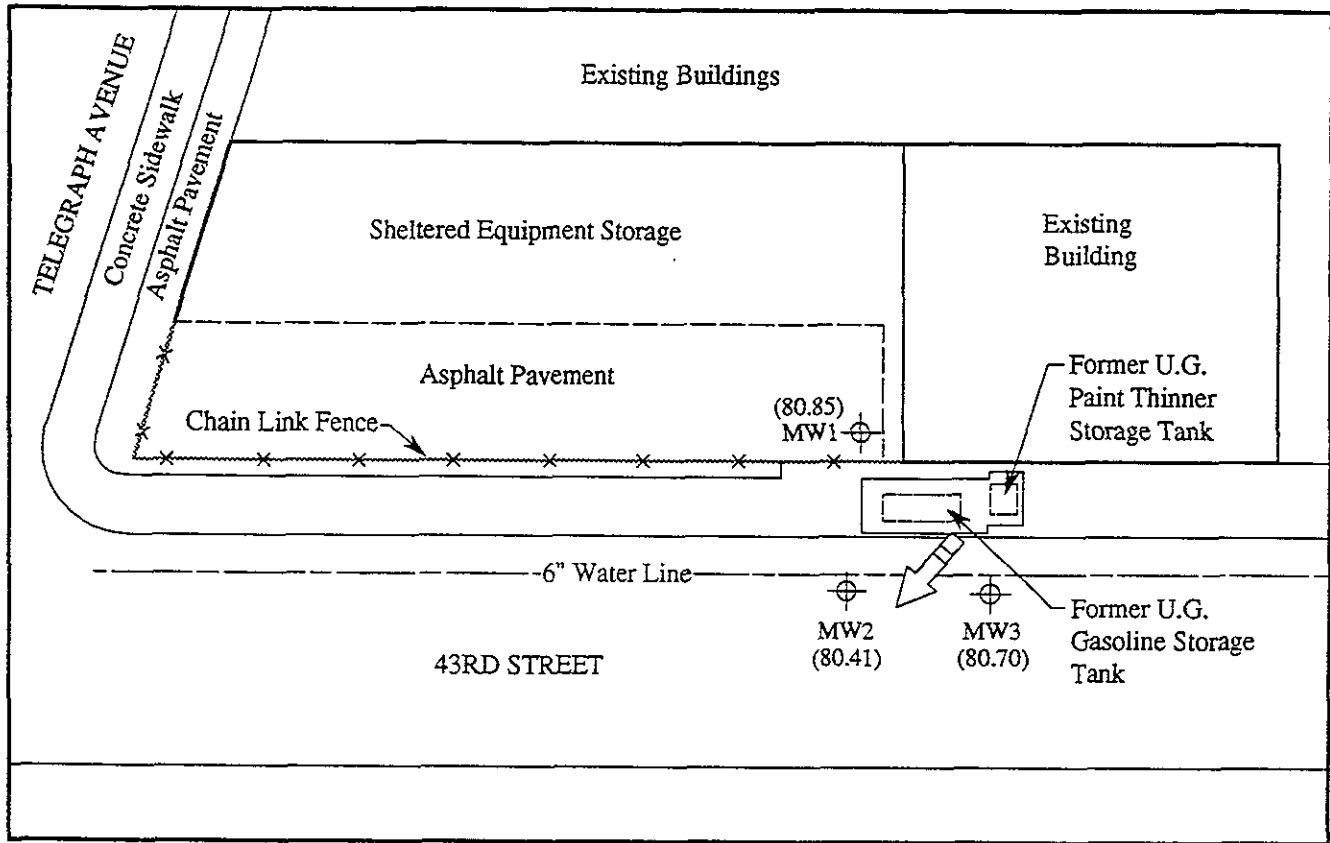 Existing Buildings
TELEGRAPH AVENUE
Concrete Sidewalk
Asphalt Pavement
Sheltered Equipment Storage
Existing
Building
Asphalt Pavement
Former U.G.
Paint Thinner
Storage Tank
(80.85)
MW1
Chain Link Fence
6" Water Line
MW2
(80.41)
MW3
(80.70)
Former U.G.
Gasoline Storage
Tank
43RD STREET